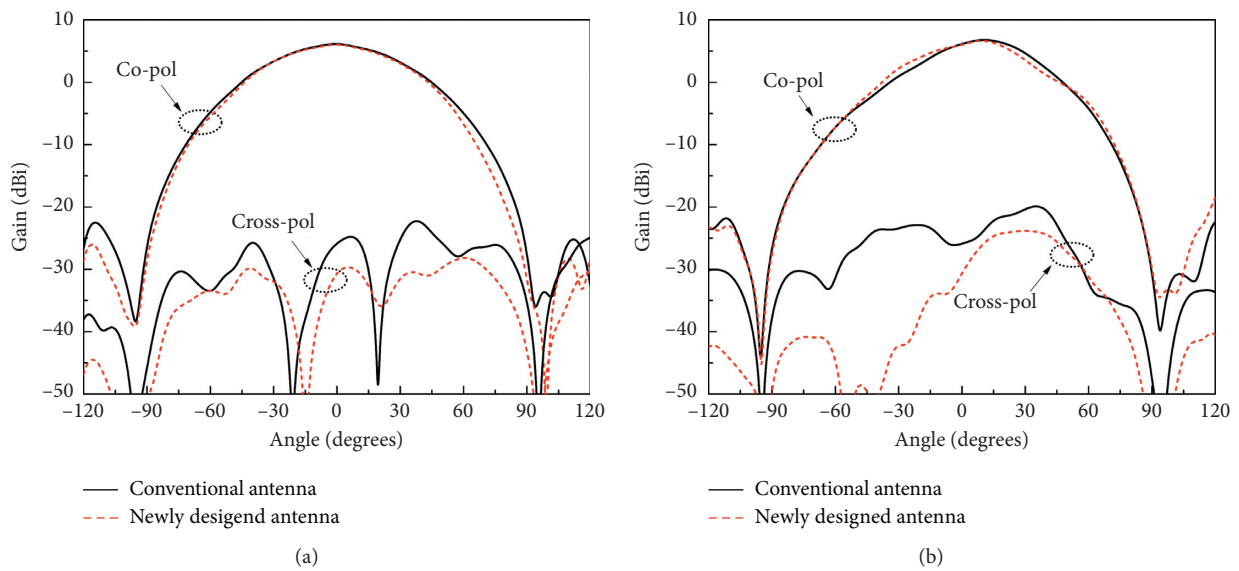 10
0
−10
−20
−30
−40
−50
Gain (dBi)
Co-pol
Cross-pol
−120 −90 −60 −30 0 30 60 90 120
Angle (degrees)
Conventional antenna
Newly desigend antenna
(a)
10
0
−10
−20
−30
−40
−50
Gain (dBi)
Co-pol
Cross-pol
−120 −90 −60 −30 0 30 60 90 120
Angle (degrees)
Conventional antenna
Newly designed antenna
(b)